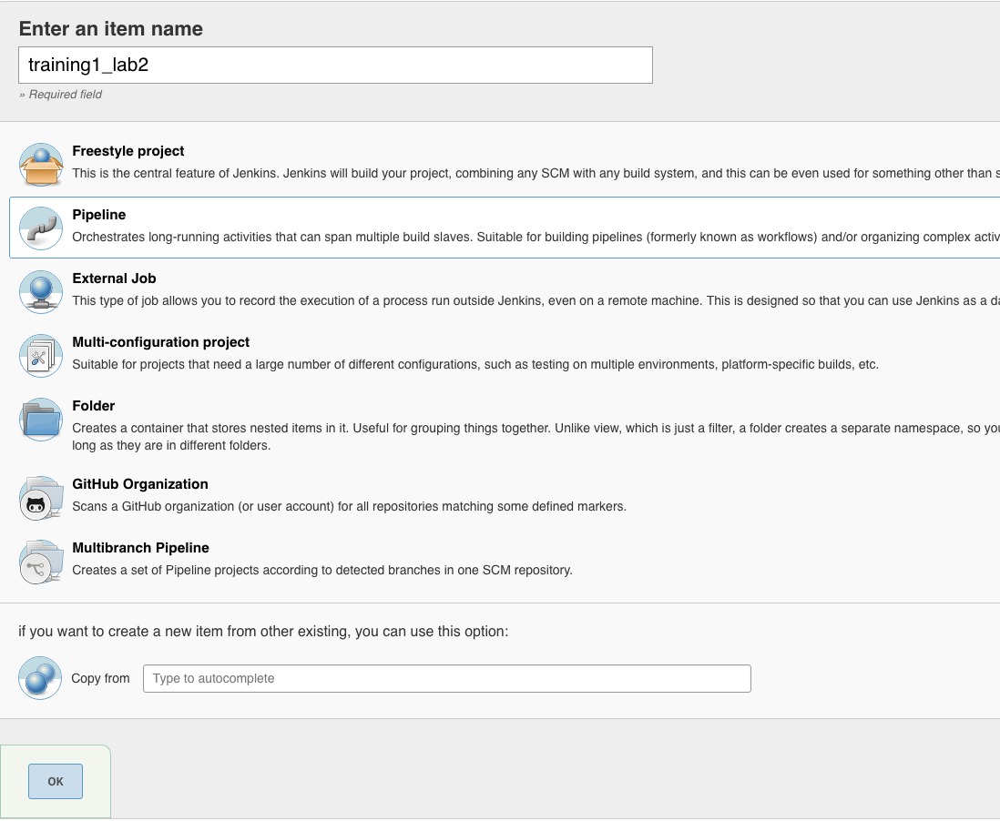 Enter an item name
training1_lab2
» Required field
Freestyle project
This is the central feature of Jenkins. Jenkins will build your project, combining any SCM with any build system, and this can be even used for something other than s
Pipeline
Orchestrates long-running activities that can span multiple build slaves. Suitable for building pipelines (formerly known as workflows) and/or organizing complex activ
External Job
This type of job allows you to record the execution of a process run outside Jenkins, even on a remote machine. This is designed so that you can use Jenkins as a da
Multi-configuration project
Suitable for projects that need a large number of different configurations, such as testing on multiple environments, platform-specific builds, etc.
Folder
Creates a container that stores nested items in it. Useful for grouping things together. Unlike view, which is just a filter, a folder creates a separate namespace, so you
long as they are in different folders.
GitHub Organization
Scans a GitHub organization (or user account) for all repositories matching some defined markers.
Multibranch Pipeline
Creates a set of Pipeline projects according to detected branches in one SCM repository.
if you want to create a new item from other existing, you can use this option:
Copy from Type to autocomplete
OK